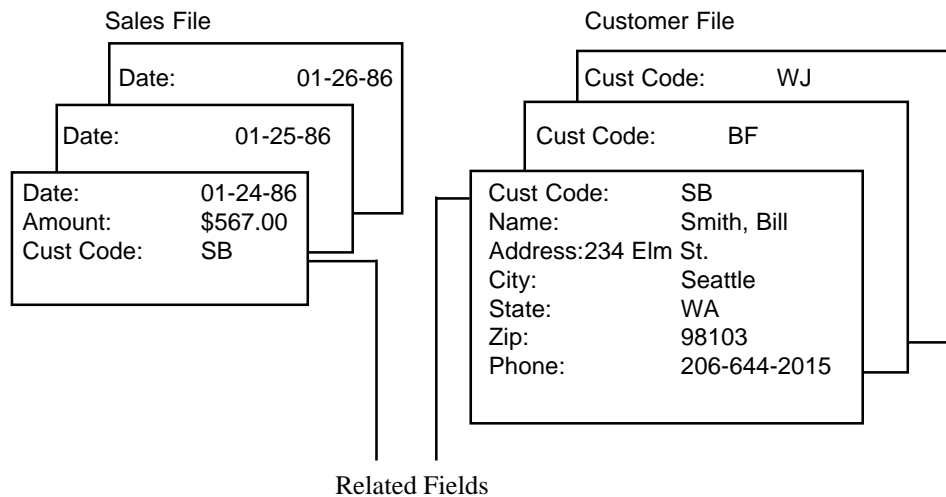 Sales File
Date: 01-26-86
Date: 01-25-86
Date: 01-24-86
Amount: $567.00
Cust Code: SB
Customer File
Cust Code: WJ
Cust Code: BF
Cust Code: SB
Name: Smith, Bill
Address:234 Elm St.
City: Seattle
State: WA
Zip: 98103
Phone: 206-644-2015
Related Fields